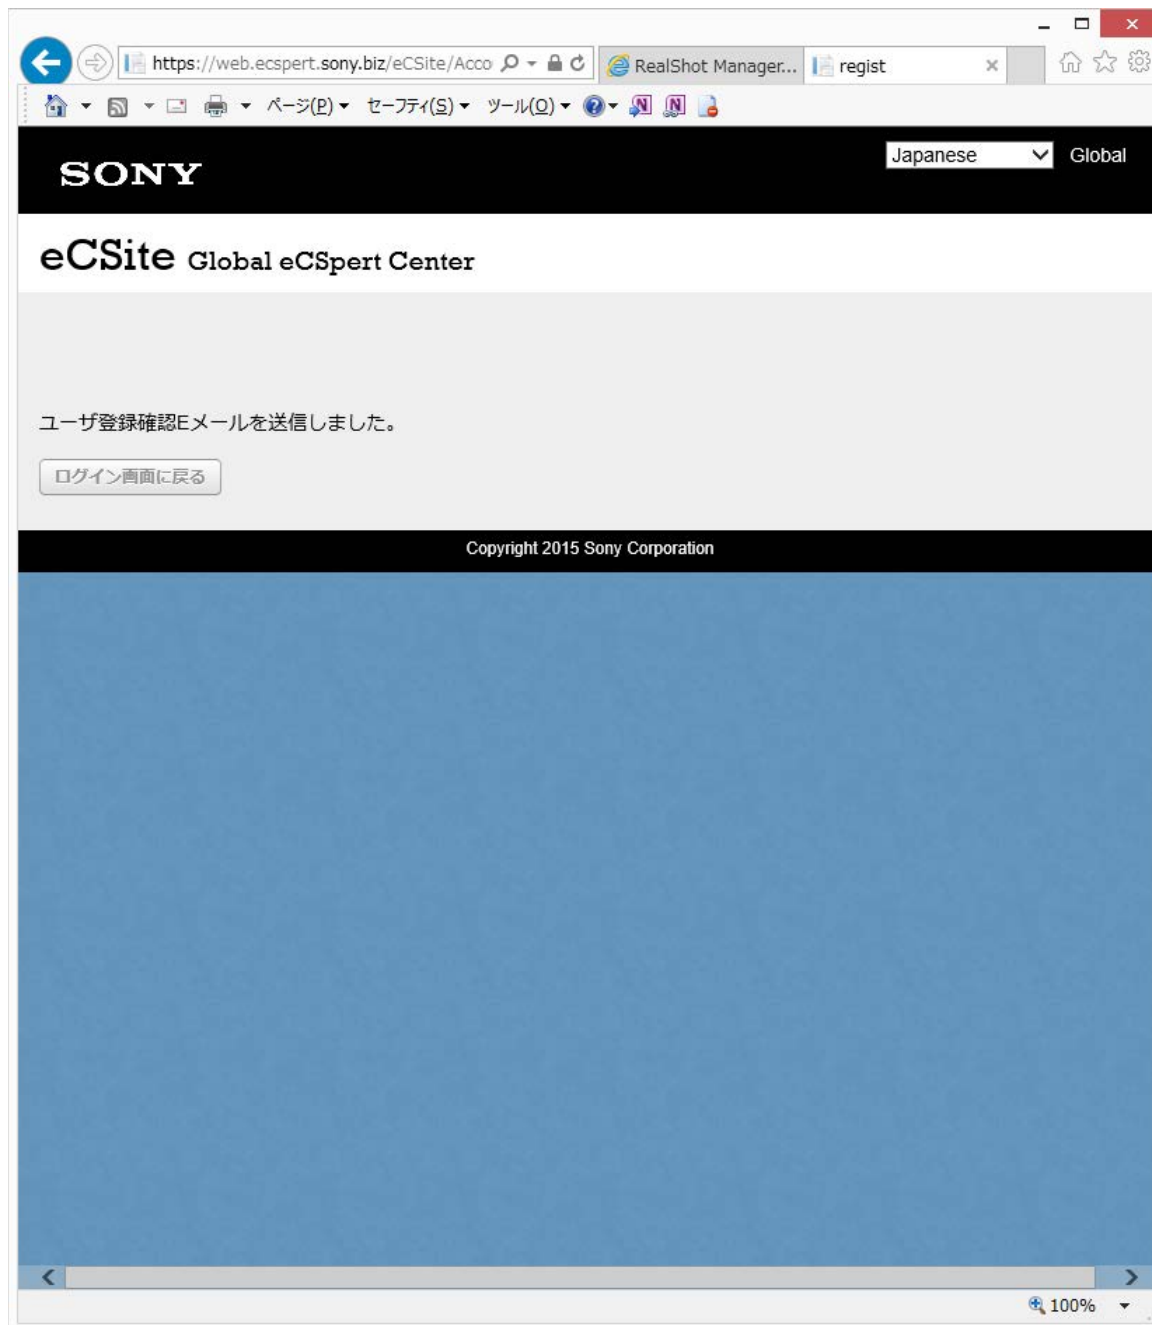 https://web.ecspert.sony.biz/eCSite/Acco
RealShot Manager...
regist
ページ(P)
セーフティ(S)
ツール(O)
SONY
Japanese
Global
eCSite Global eCSpert Center
ユーザ登録確認Eメールを送信しました。
ログイン画面に戻る
Copyright 2015 Sony Corporation
100%